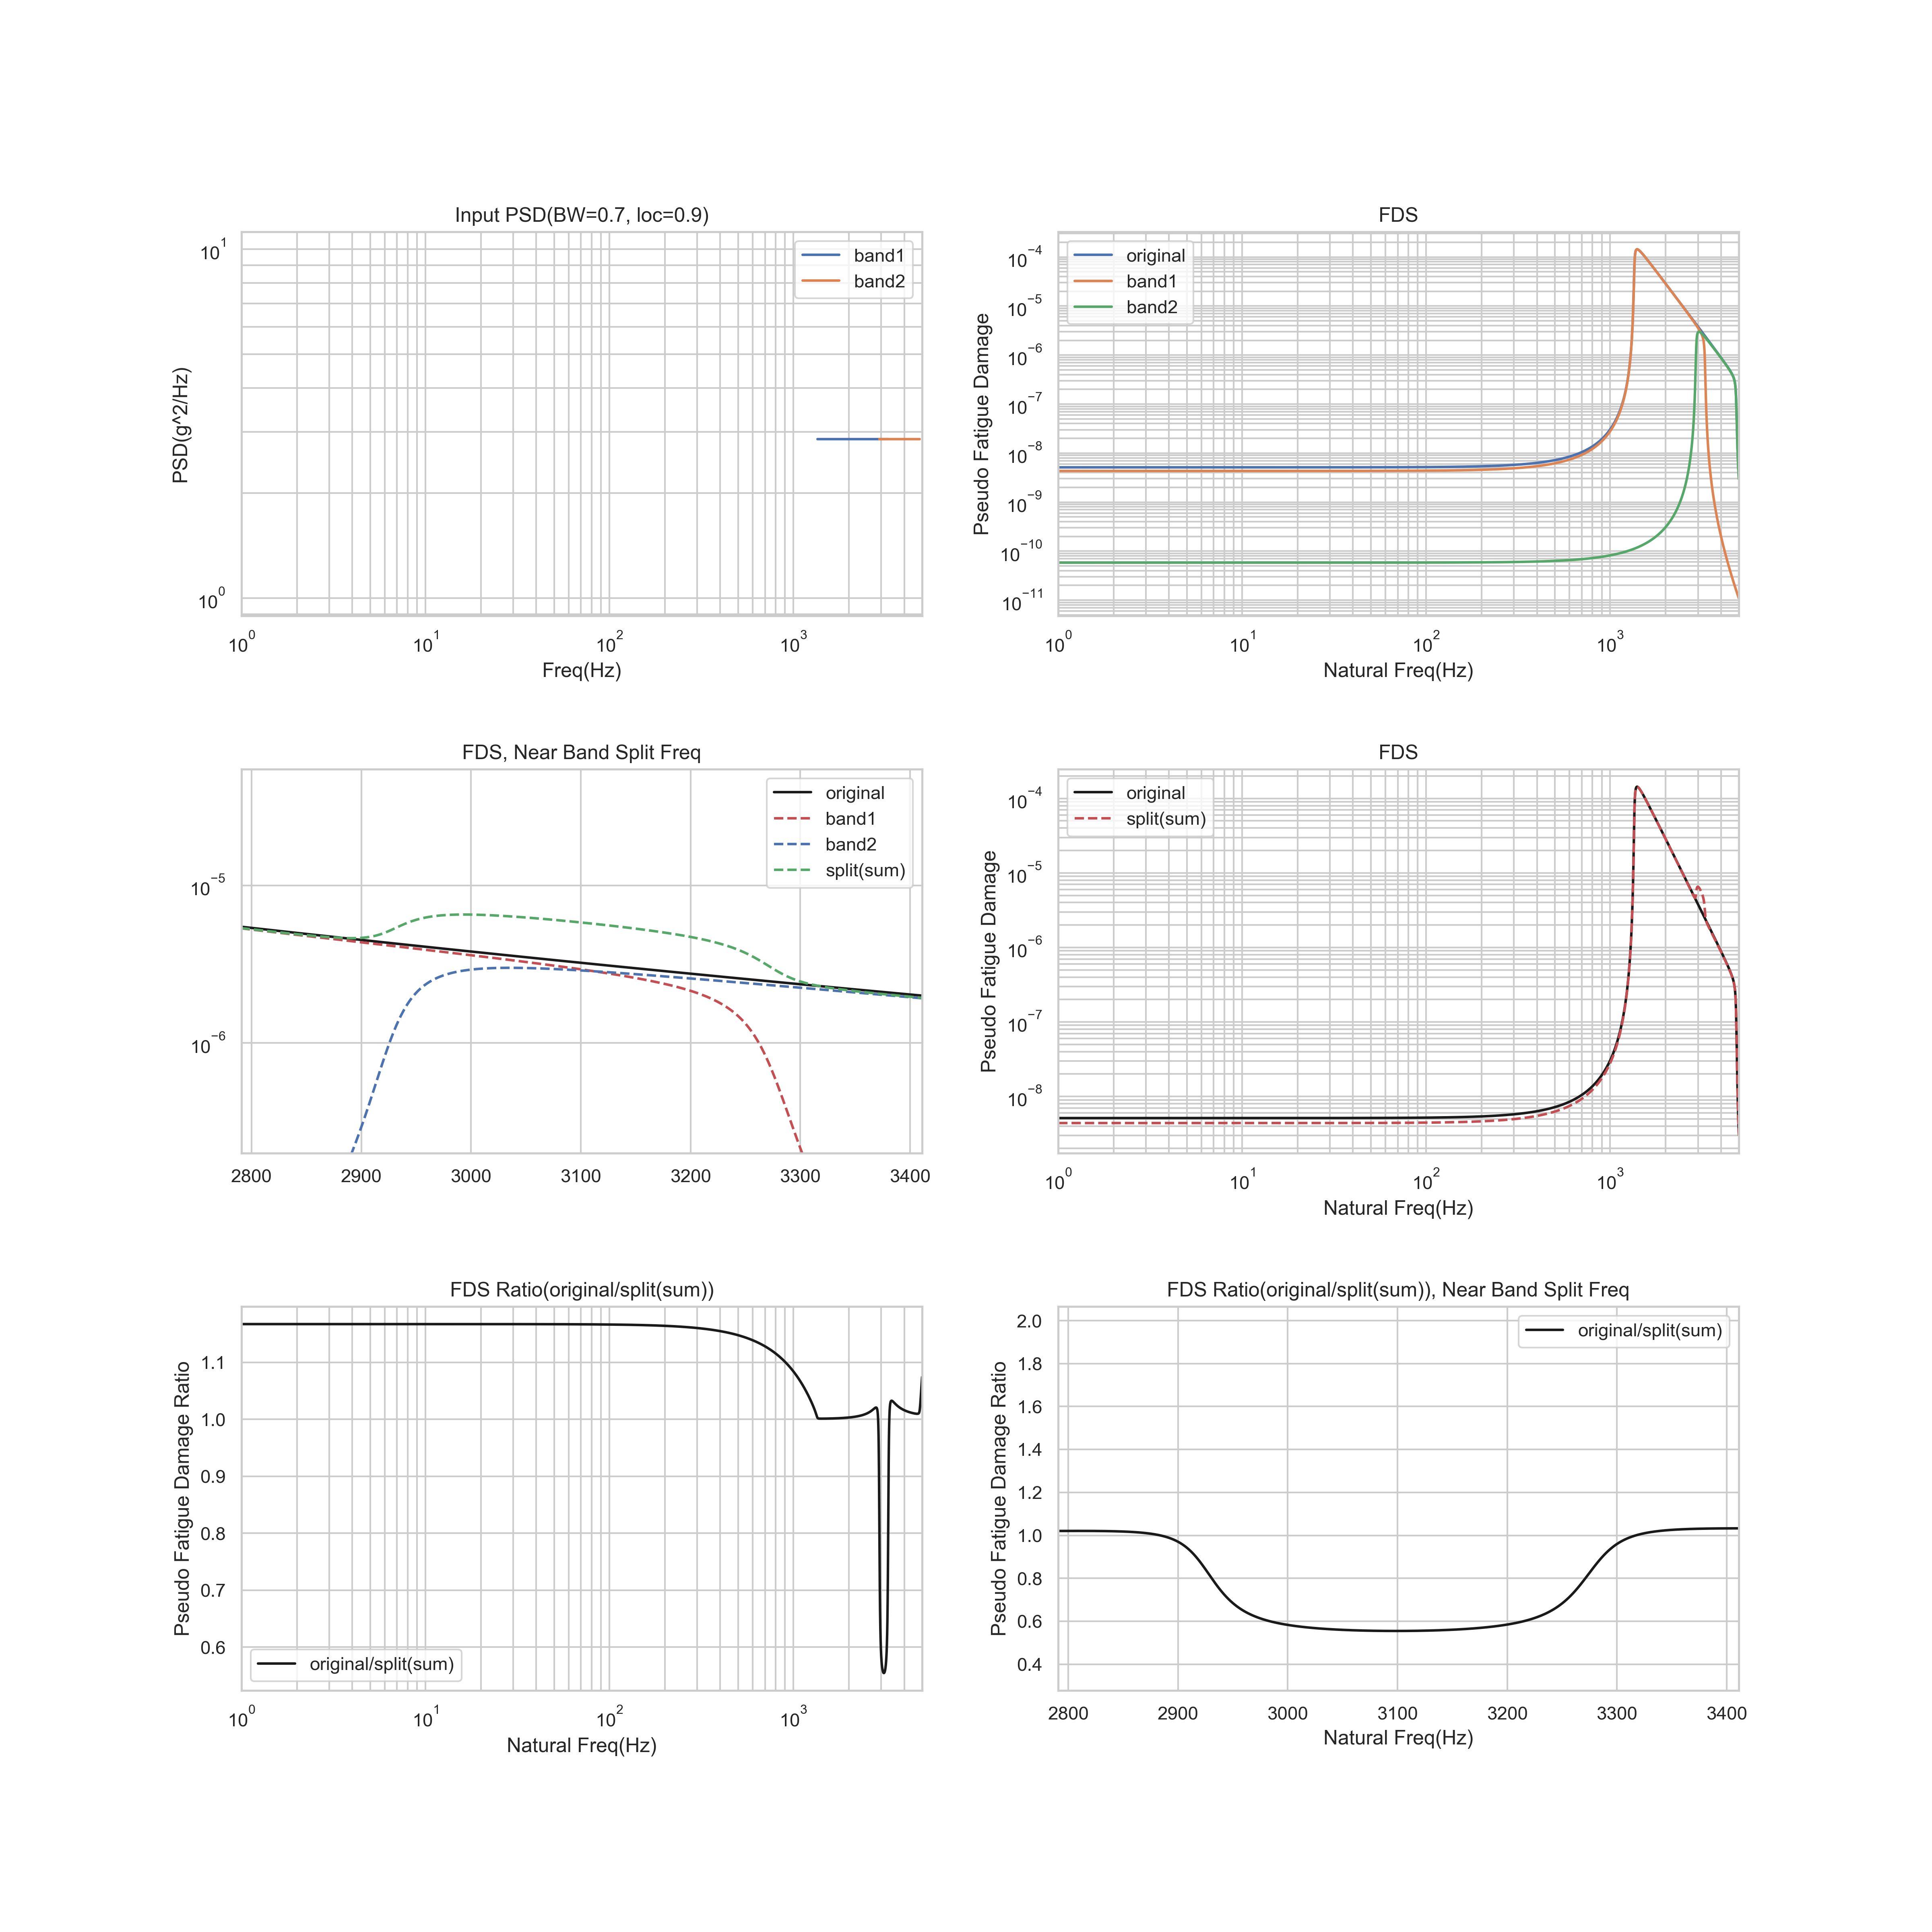 Input PSD(BW=0.7, loc=0.9)
PSD(g^2/Hz)
10^1
10^0
band1
band2
10^0 10^1 10^2 10^3
Freq(Hz)
FDS
Pseudo Fatigue Damage
10^−4
10^−5
10^−6
10^−7
10^−8
10^−9
10^−10
10^−11
original
band1
band2
10^0 10^1 10^2 10^3
Natural Freq(Hz)
FDS, Near Band Split Freq
10^−5
10^−6
original
band1
band2
split(sum)
2800 2900 3000 3100 3200 3300 3400
FDS
Pseudo Fatigue Damage
10^−4
10^−5
10^−6
10^−7
10^−8
original
split(sum)
10^0 10^1 10^2 10^3
Natural Freq(Hz)
FDS Ratio(original/split(sum))
Pseudo Fatigue Damage Ratio
1.1
1.0
0.9
0.8
0.7
0.6
original/split(sum)
10^0 10^1 10^2 10^3
Natural Freq(Hz)
FDS Ratio(original/split(sum)), Near Band Split Freq
Pseudo Fatigue Damage Ratio
2.0
1.8
1.6
1.4
1.2
1.0
0.8
0.6
0.4
original/split(sum)
2800 2900 3000 3100 3200 3300 3400
Natural Freq(Hz)